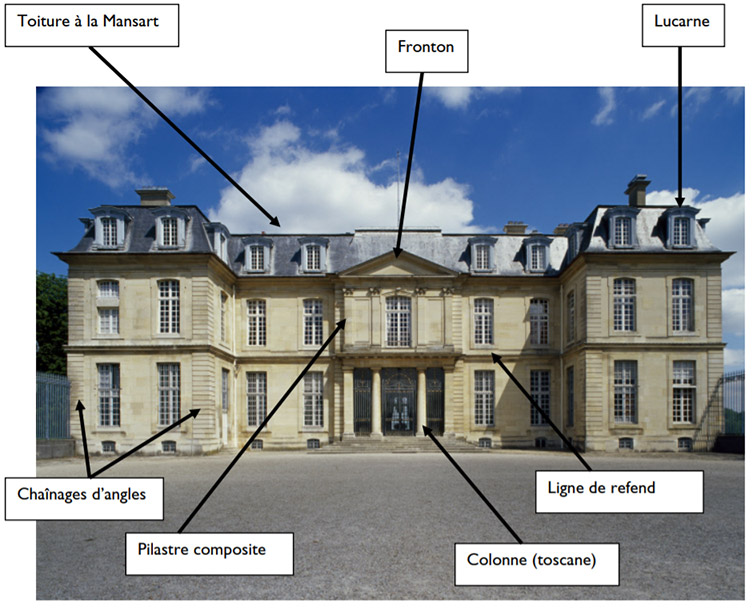 Toiture à la Mansart
Fronton
Lucarne
Chaînages d'angles
Ligne de refend
Pilastre composite
Colonne (toscane)